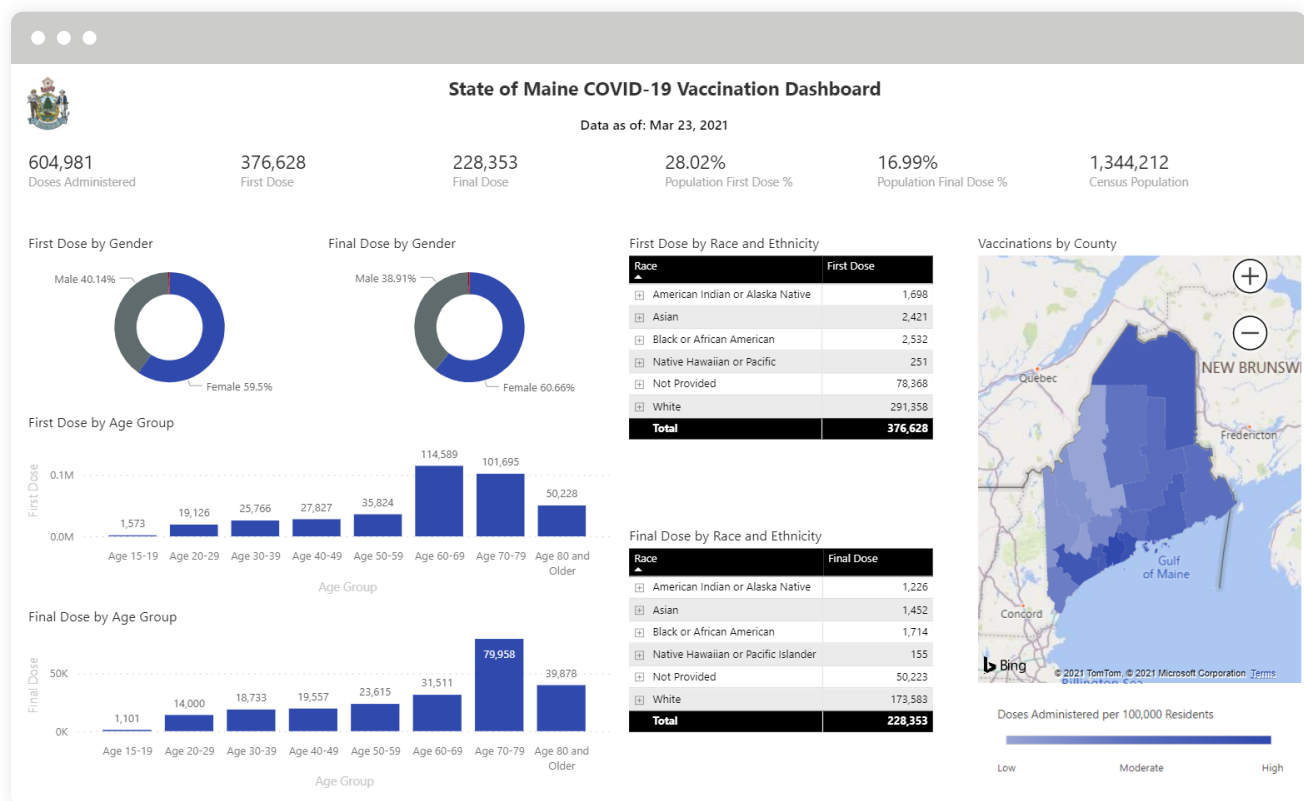 State of Maine COVID-19 Vaccination Dashboard
Data as of: Mar 23, 2021
604,981
Doses Administered
376,628
First Dose
228,353
Final Dose
28.02%
Population First Dose %
16.99%
Population Final Dose %
1,344,212
Census Population
First Dose by Gender
Male 40.14%
Female 59.5%
Final Dose by Gender
Male 38.91%
Female 60.66%
First Dose by Age Group
First Dose
0.1M
0.0M
1,573
19,126
25,766
27,827
35,824
114,589
101,695
50,228
Age 15-19
Age 20-29
Age 30-39
Age 40-49
Age 50-59
Age 60-69
Age 70-79
Age 80 and
Older
Age Group
Final Dose by Age Group
Final Dose
50K
0K
1,101
14,000
18,733
19,557
23,615
31,511
79,958
39,878
Age 15-19
Age 20-29
Age 30-39
Age 40-49
Age 50-59
Age 60-69
Age 70-79
Age 80 and
Older
Age Group
First Dose by Race and Ethnicity
Race First Dose
American Indian or Alaska Native 1,698
Asian 2,421
Black or African American 2,532
Native Hawaiian or Pacific 251
Not Provided 78,368
White 291,358
Total 376,628
Final Dose by Race and Ethnicity
Race Final Dose
American Indian or Alaska Native 1,226
Asian 1,452
Black or African American 1,714
Native Hawaiian or Pacific Islander 155
Not Provided 50,223
White 173,583
Total 228,353
Vaccinations by County
NEW BRUNSWI
Québec
Fredericton
Gulf
of Maine
Concord
Bing
© 2021 TomTom, © 2021 Microsoft Corporation Terms
Billington Sea
Doses Administered per 100,000 Residents
Low
Moderate
High